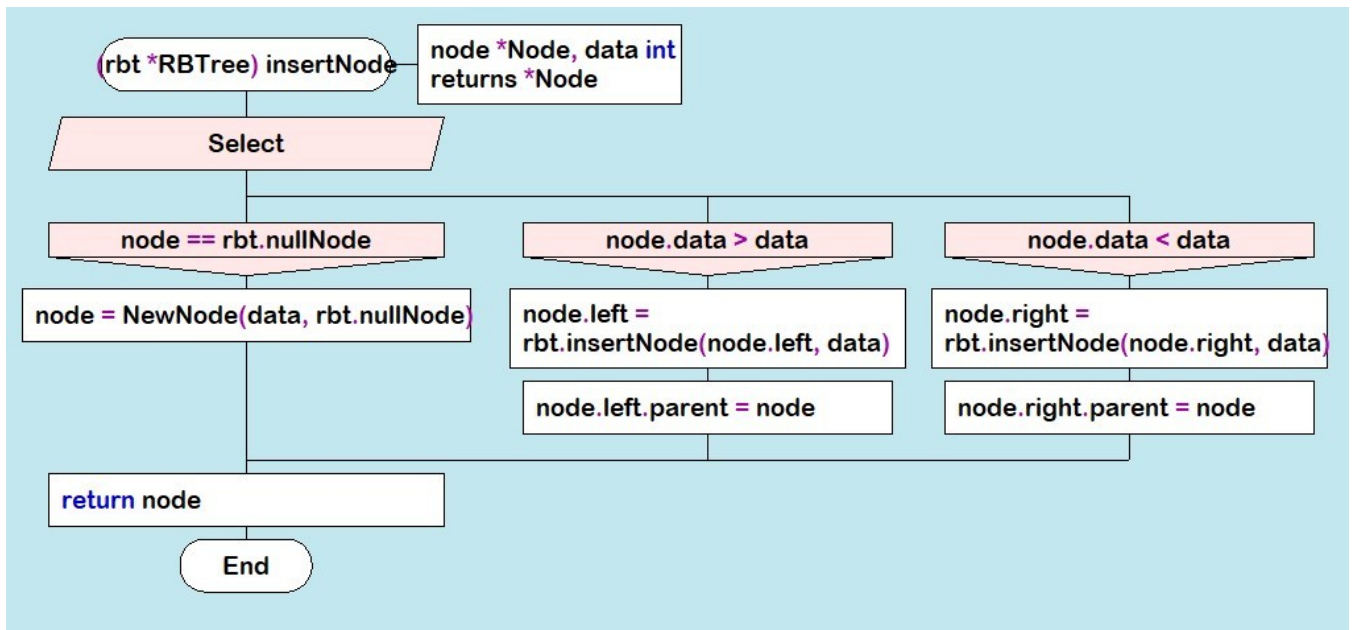 (rbt *RBTree) insertNode
node *Node, data int
returns *Node
Select
node == rbt.nullNode
node.data > data
node.data < data
node = NewNode(data, rbt.nullNode)
node.left =
rbt.insertNode(node.left, data)
node.right =
rbt.insertNode(node.right, data)
node.left.parent = node
node.right.parent = node
return node
End